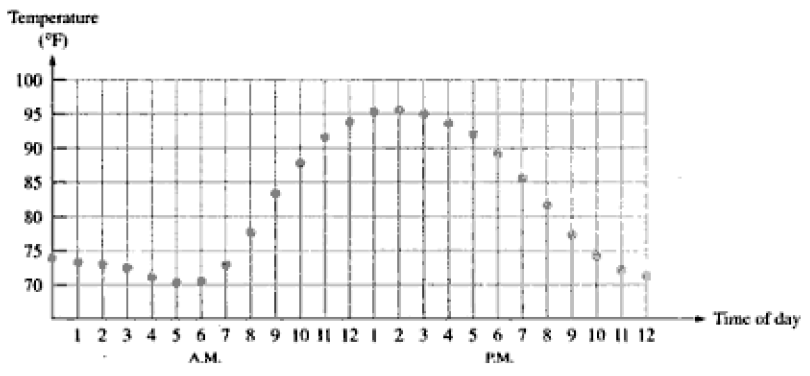 Temperature
(°F)
100
95
90
85
80
75
70
1 2 3 4 5 6 7 8 9 10 11 12 1 2 3 4 5 6 7 8 9 10 11 12
Time of day
A.M. P.M.